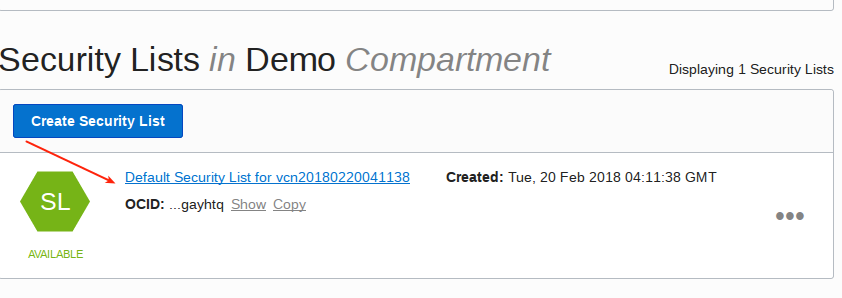 Security Lists in Demo Compartment
Displaying 1 Security Lists
Create Security List
SL
AVAILABLE
Default Security List for vcn20180220041138
Created: Tue, 20 Feb 2018 04:11:38 GMT
OCID: ...gayhtq Show Copy